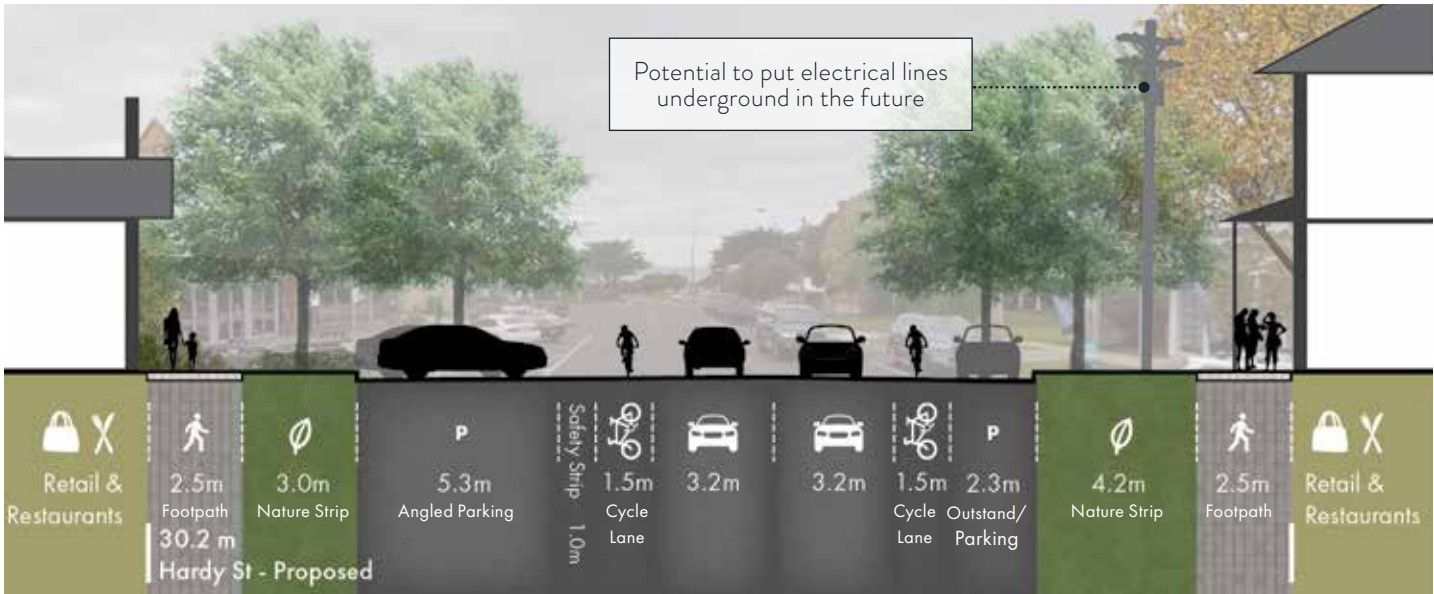 Potential to put electrical lines
underground in the future
Retail &
Restaurants
2.5m
Footpath
3.0m
Nature Strip
P
5.3m
Angled Parking
Safety Strip 1.0m
1.5m
Cycle
Lane
3.2m
3.2m
1.5m
Cycle
Lane
P
2.3m
Outstand/
Parking
4.2m
Nature Strip
2.5m
Footpath
Retail &
Restaurants
30.2 m
Hardy St - Proposed